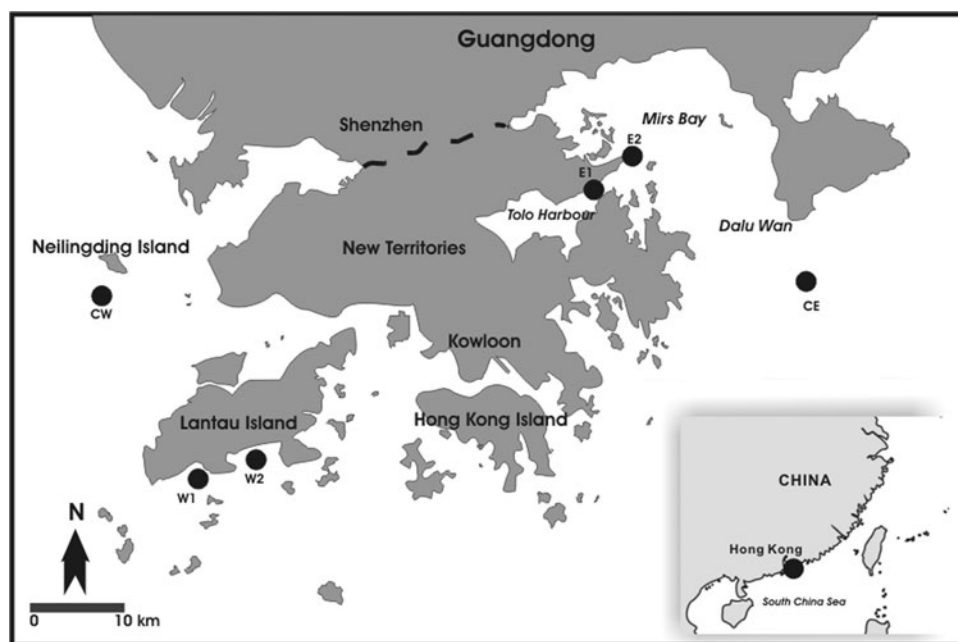 Guangdong
Shenzhen
Mirs Bay
E2
E1
Tolo Harbour
Dalu Wan
Neilingding Island
New Territories
CW
CE
Kowloon
Lantau Island
Hong Kong Island
W2
W1
N
10 km
CHINA
Hong Kong
South China Sea